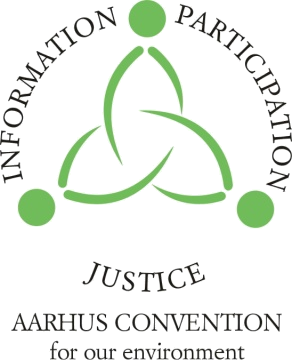 INFORMATION
PARTICIPATION
JUSTICE
AARHUS CONVENTION
for our environment